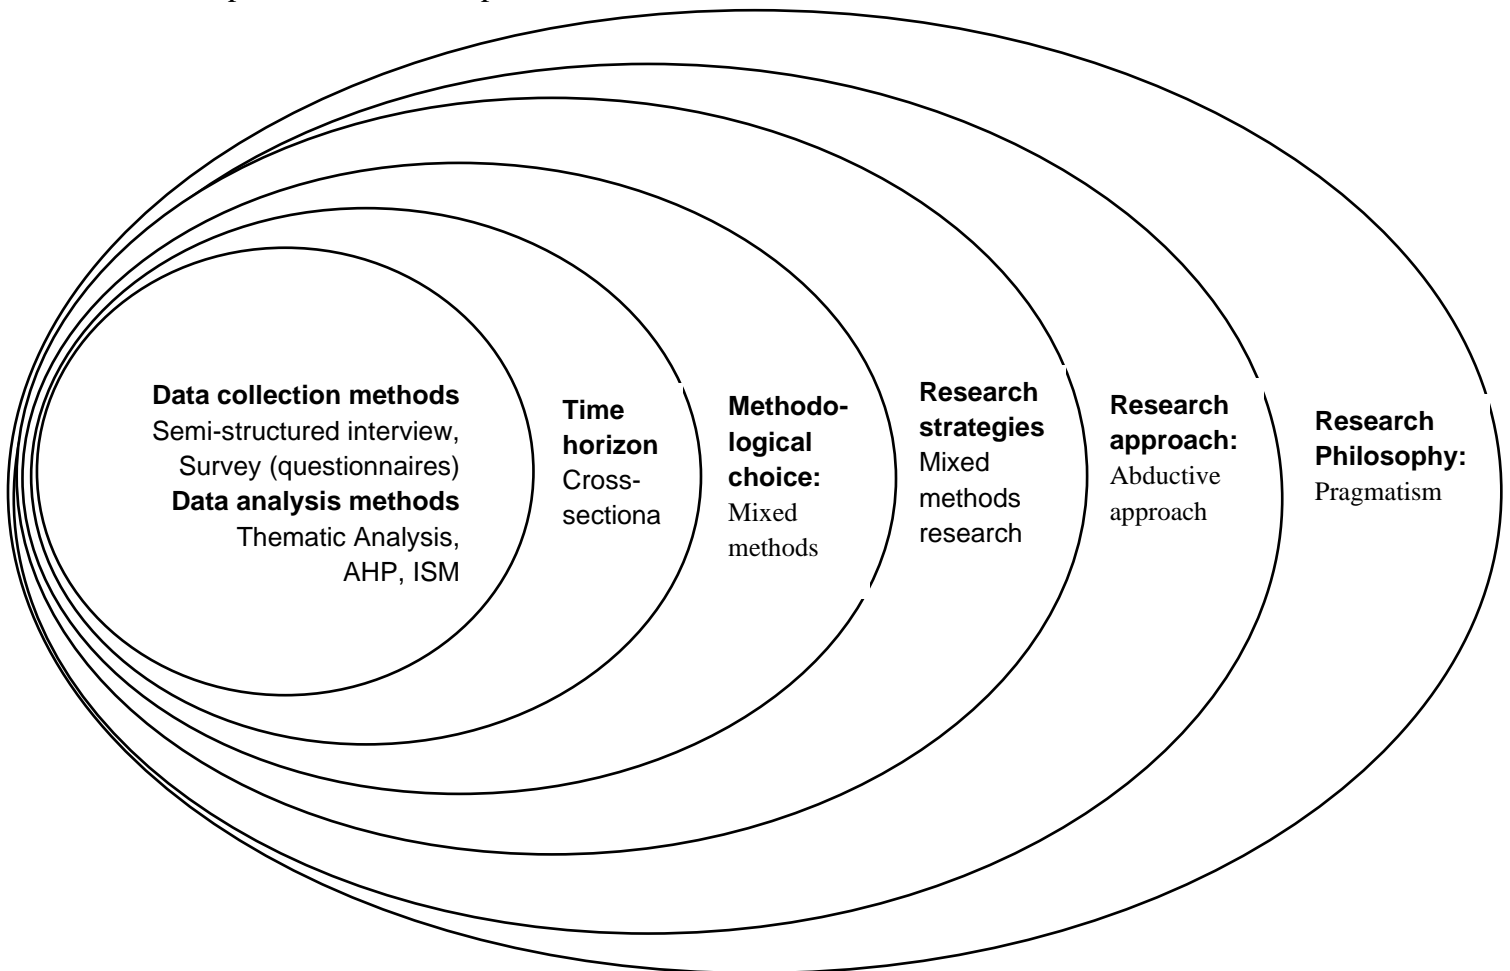 Data collection methods
Semi-structured interview,
Survey (questionnaires)
Data analysis methods
Thematic Analysis,
AHP, ISM
Time
horizon
Cross-
sectiona
Methodo-
logical
choice:
Mixed
methods
Research
strategies
Mixed
methods
research
Research
approach:
Abductive
approach
Research
Philosophy:
Pragmatism